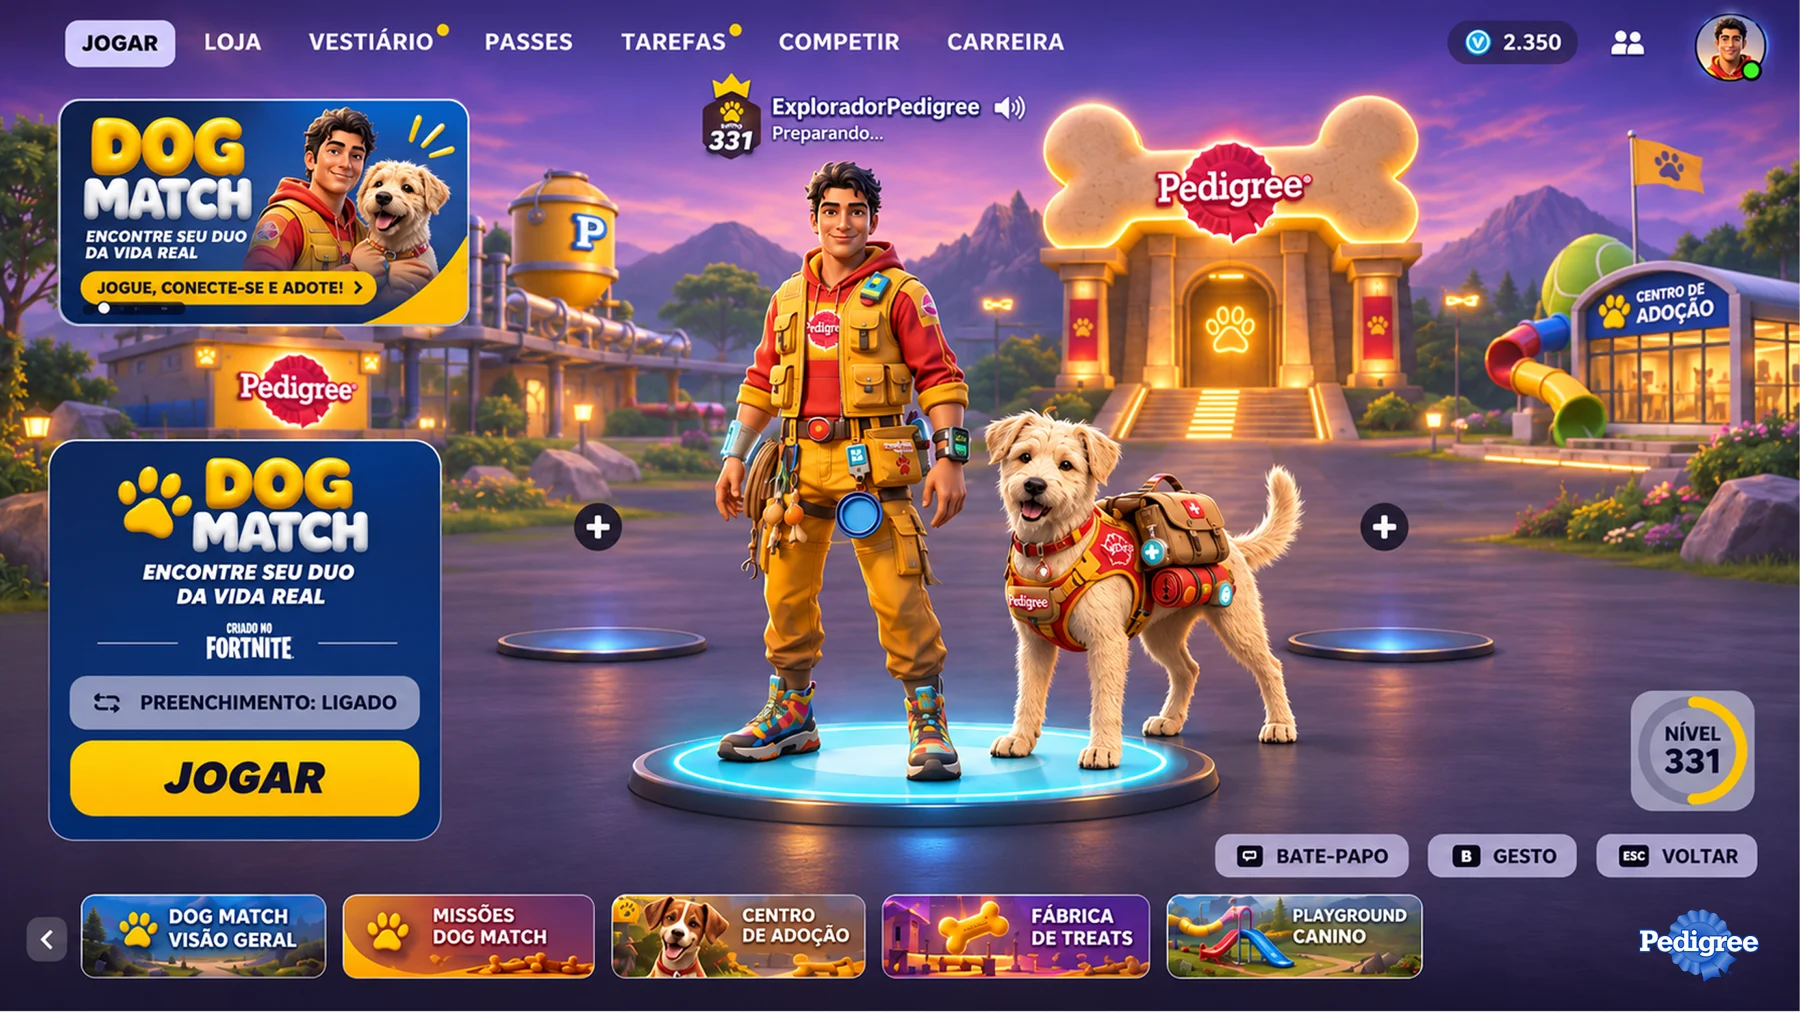 JOGAR
LOJA
VESTIÁRIO
PASSES
TAREFAS
COMPETIR
CARREIRA
2.350
331
ExploradorPedigree
Preparando...
DOG
MATCH
ENCONTRE SEU DUO
DA VIDA REAL
JOGUE, CONECTE-SE E ADOTE!
P
Pedigree
CENTRO DE
ADOÇÃO
Pedigree
Pedigree
DOG
MATCH
ENCONTRE SEU DUO
DA VIDA REAL
CRIADO NO
FORTNITE
PREENCHIMENTO: LIGADO
JOGAR
Pedigree
NÍVEL
331
BATE-PAPO
B GESTO
ESC VOLTAR
DOG MATCH
VISÃO GERAL
MISSÕES
DOG MATCH
CENTRO
DE ADOÇÃO
FÁBRICA
DE TREATS
PLAYGROUND
CANINO
Pedigree